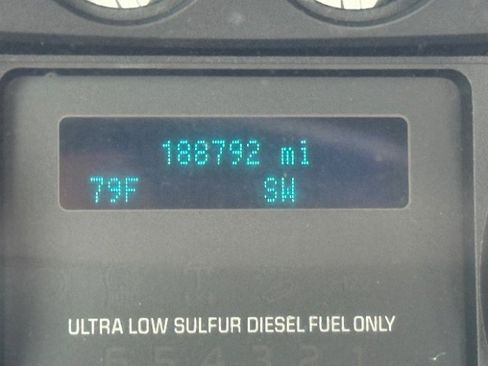 188792 mi
79F SW
ULTRA LOW SULFUR DIESEL FUEL ONLY